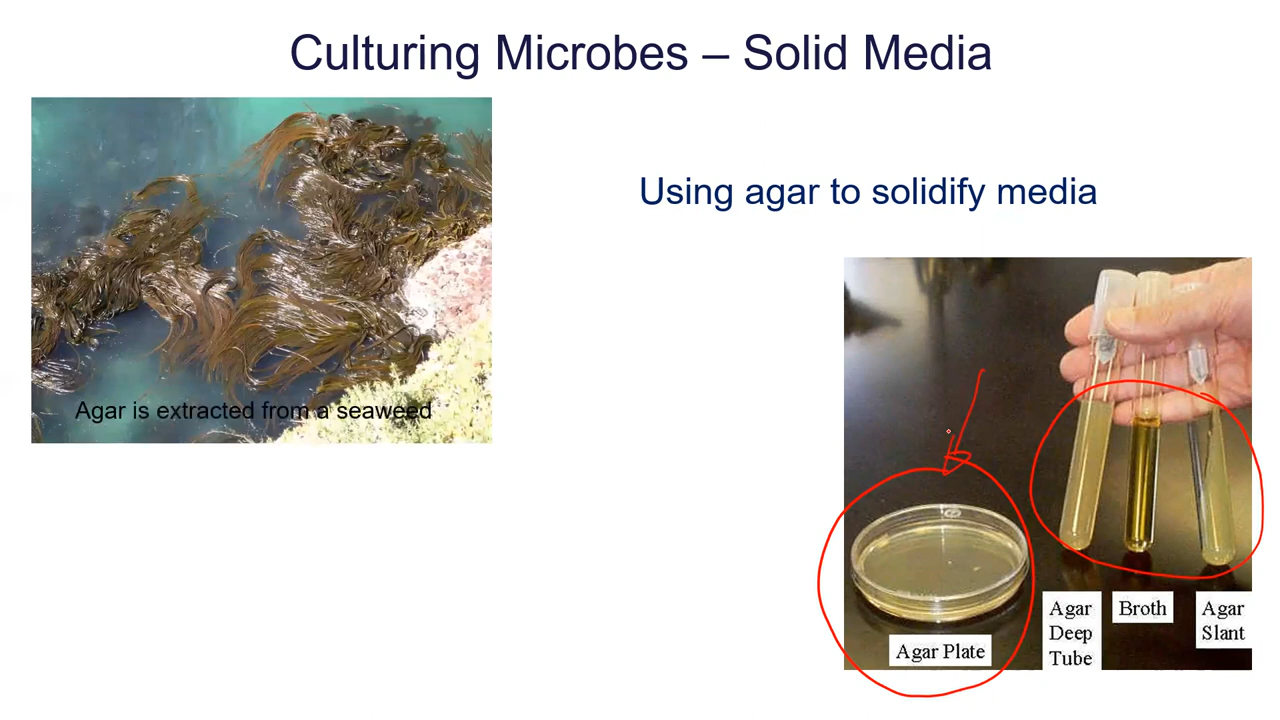 Culturing Microbes – Solid Media
Using agar to solidify media
Agar is extracted from a seaweed
Agar Plate
Agar
Deep
Tube
Broth
Agar
Slant